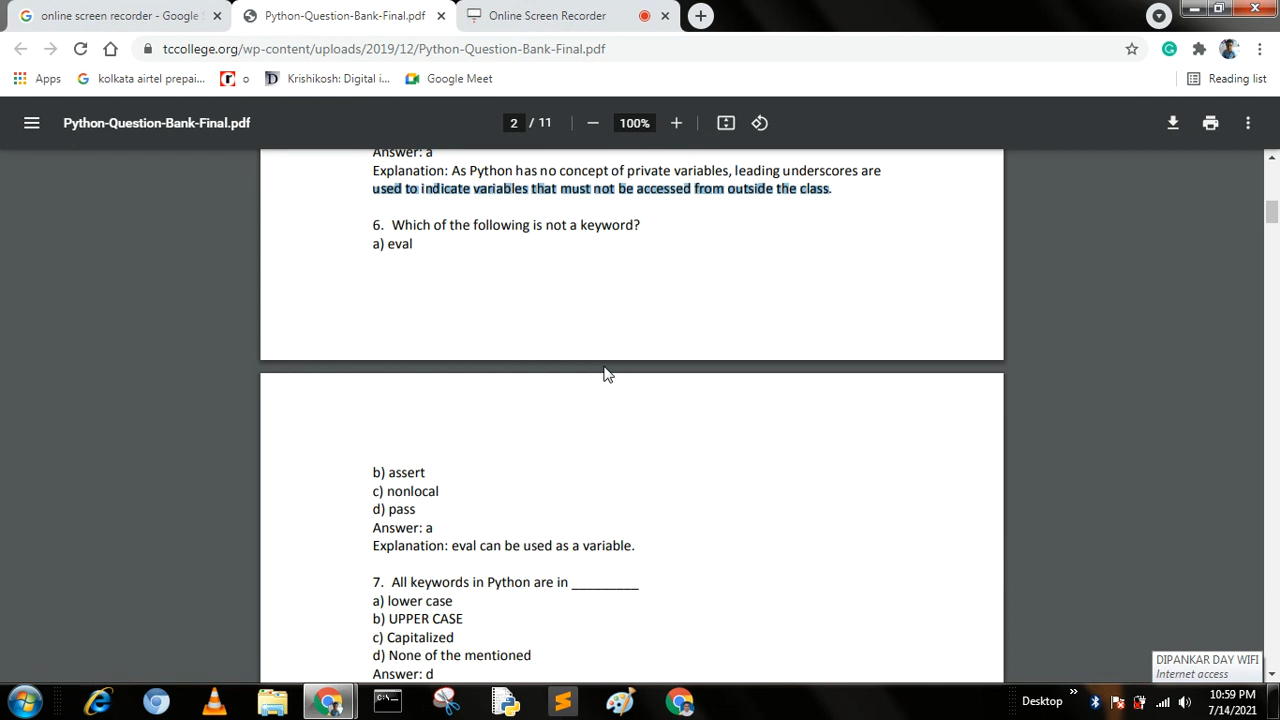 online screen recorder - Google
Python-Question-Bank-Final.pdf
Online Screen Recorder
tccollege.org/wp-content/uploads/2019/12/Python-Question-Bank-Final.pdf
Apps
kolkata airtel prepai...
o
Krishikosh: Digital i...
Google Meet
Reading list
Python-Question-Bank-Final.pdf
2 / 11
100%
Answer: a
Explanation: As Python has no concept of private variables, leading underscores are
used to indicate variables that must not be accessed from outside the class.
6. Which of the following is not a keyword?
a) eval
b) assert
c) nonlocal
d) pass
Answer: a
Explanation: eval can be used as a variable.
7. All keywords in Python are in _________
a) lower case
b) UPPER CASE
c) Capitalized
d) None of the mentioned
Answer: d
DIPANKAR DAY WIFI
Internet access
Desktop
10:59 PM
7/14/2021